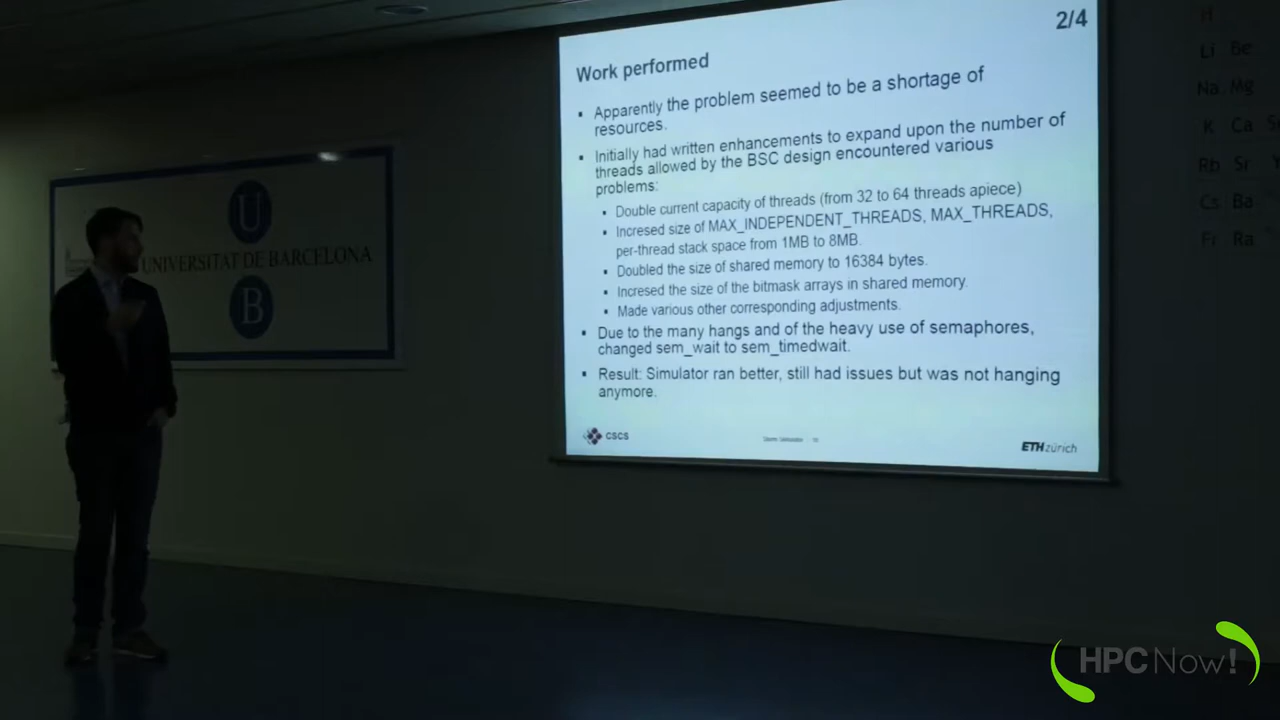 2/4
Work performed
Apparently the problem seemed to be a shortage of
resources.
Initially had written enhancements to expand upon the number of
threads allowed by the BSC design encountered various
problems:
Double current capacity of threads (from 32 to 64 threads apiece)
Incresed size of MAX_INDEPENDENT_THREADS, MAX_THREADS,
per-thread stack space from 1MB to 8MB.
Doubled the size of shared memory to 16384 bytes.
Incresed the size of the bitmask arrays in shared memory.
Made various other corresponding adjustments.
Due to the many hangs and of the heavy use of semaphores,
changed sem_wait to sem_timedwait.
Result: Simulator ran better, still had issues but was not hanging
anymore.
CSCS
ETHzürich
U
UNIVERSITAT DE BARCELONA
B
H
Li Be
Na Mg
K Ca
Rb Sr
Cs Ba
Fr Ra
HPCNow!